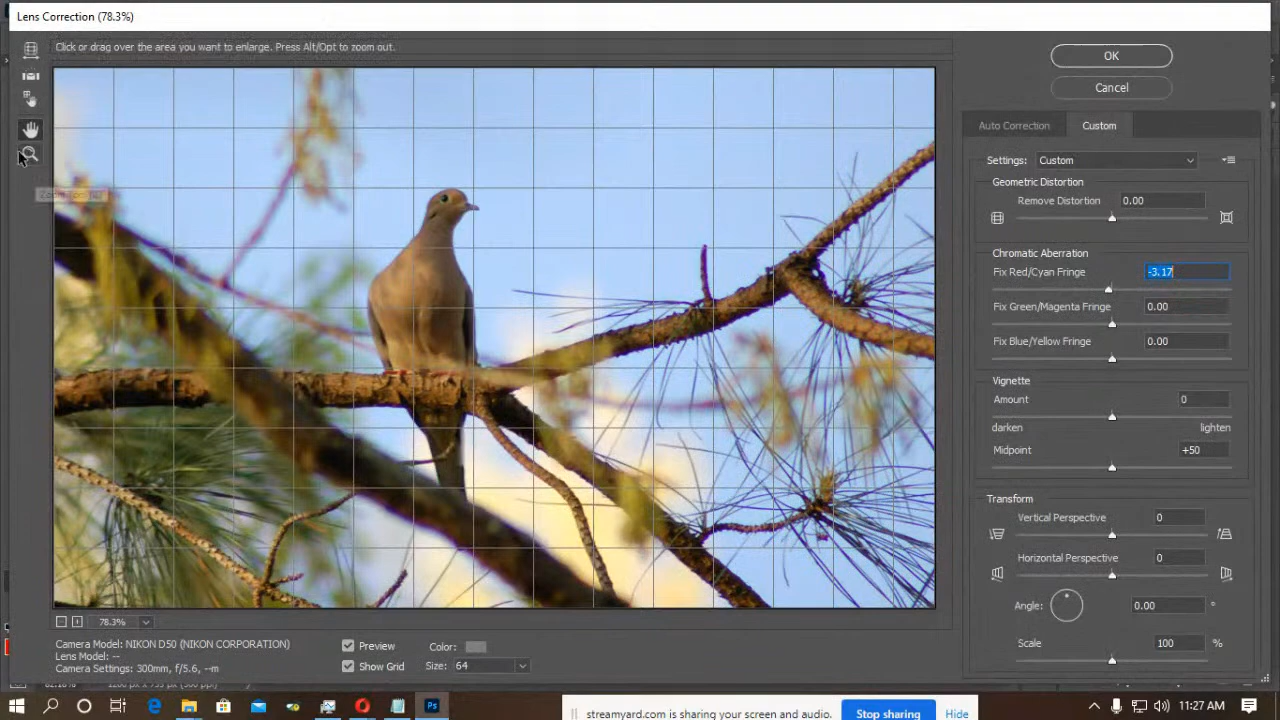 Lens Correction (78.3%)
Click or drag over the area you want to enlarge. Press Alt/Opt to zoom out.
OK
Cancel
Auto Correction
Custom
Settings: Custom
Geometric Distortion
Remove Distortion 0.00
Chromatic Aberration
Fix Red/Cyan Fringe -3.17
Fix Green/Magenta Fringe 0.00
Fix Blue/Yellow Fringe 0.00
Vignette
Amount 0
darken lighten
Midpoint +50
Transform
Vertical Perspective 0
Horizontal Perspective 0
Angle: 0.00 °
Scale 100 %
78.3%
Camera Model: NIKON D50 (NIKON CORPORATION)
Lens Model: --
Camera Settings: 300mm, f/5.6, --m
Preview
Color:
Show Grid
Size: 64
Ps
streamyard.com is sharing your screen and audio.
Stop sharing
Hide
11:27 AM